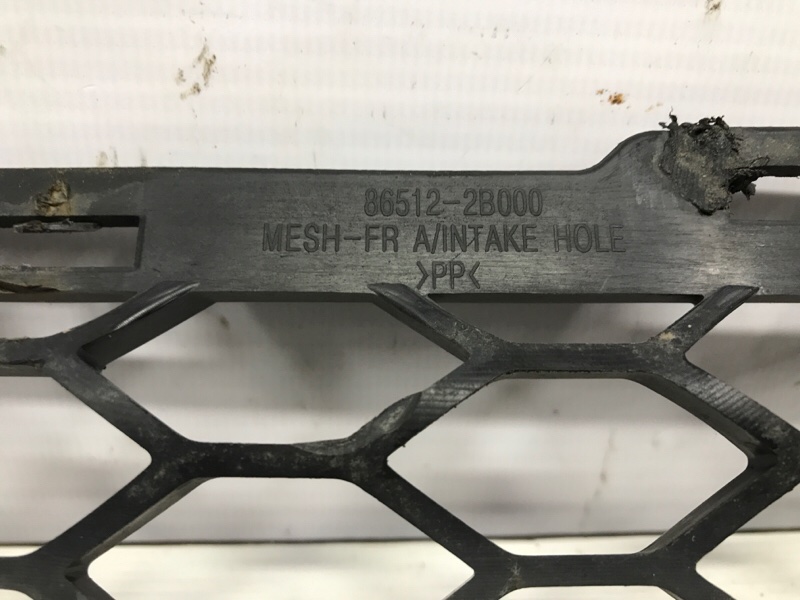 86512-2B000
MESH-FR A/INTAKE HOLE
>PP<